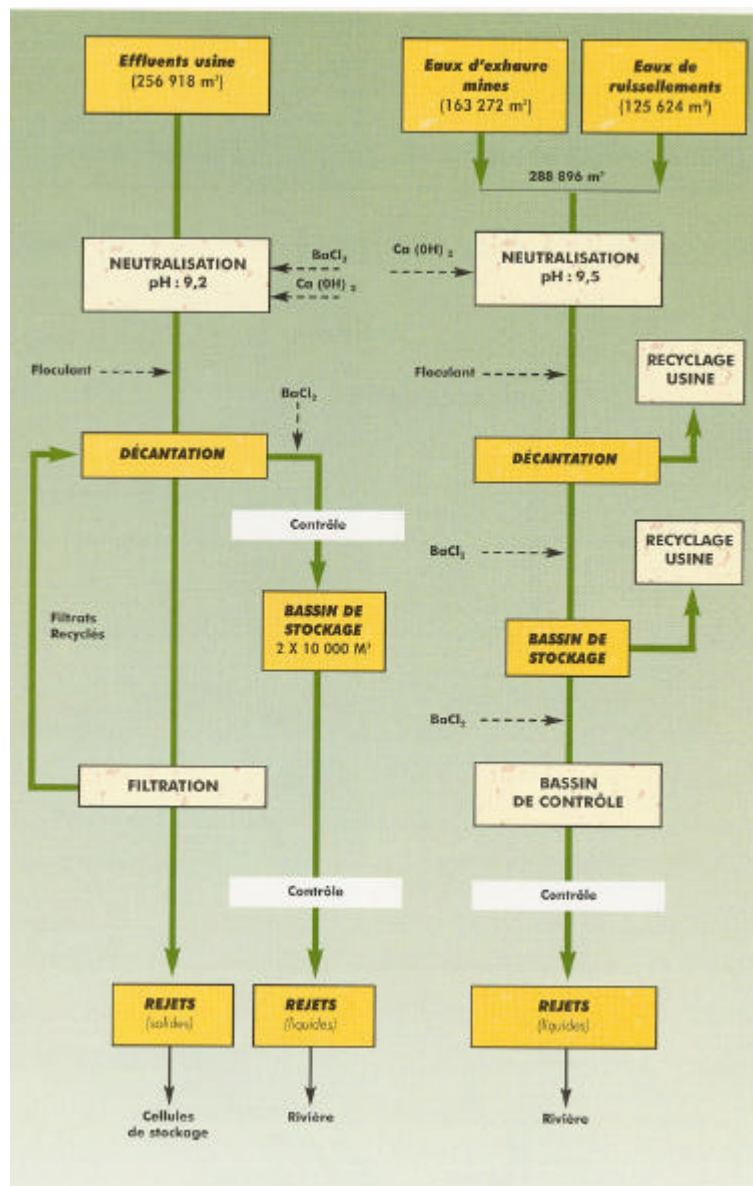 Effluents usine
(256 918 m³)
Eaux d'exhaure
mines
(163 272 m³)
Eaux de
ruissellements
(125 624 m³)
288 896 m³
NEUTRALISATION
pH : 9,2
BaCl₂
Ca (OH) ₂
Ca (OH) ₂
NEUTRALISATION
pH : 9,5
Floculant
BaCl₂
Floculant
RECYCLAGE
USINE
DÉCANTATION
DÉCANTATION
Contrôle
BaCl₂
RECYCLAGE
USINE
Filtrats
Recyclés
BASSIN DE
STOCKAGE
2 X 10 000 M³
BASSIN DE
STOCKAGE
BaCl₂
FILTRATION
BASSIN
DE CONTRÔLE
Contrôle
Contrôle
REJETS
(solides)
REJETS
(liquides)
REJETS
(liquides)
Cellules
de stockage
Rivière
Rivière